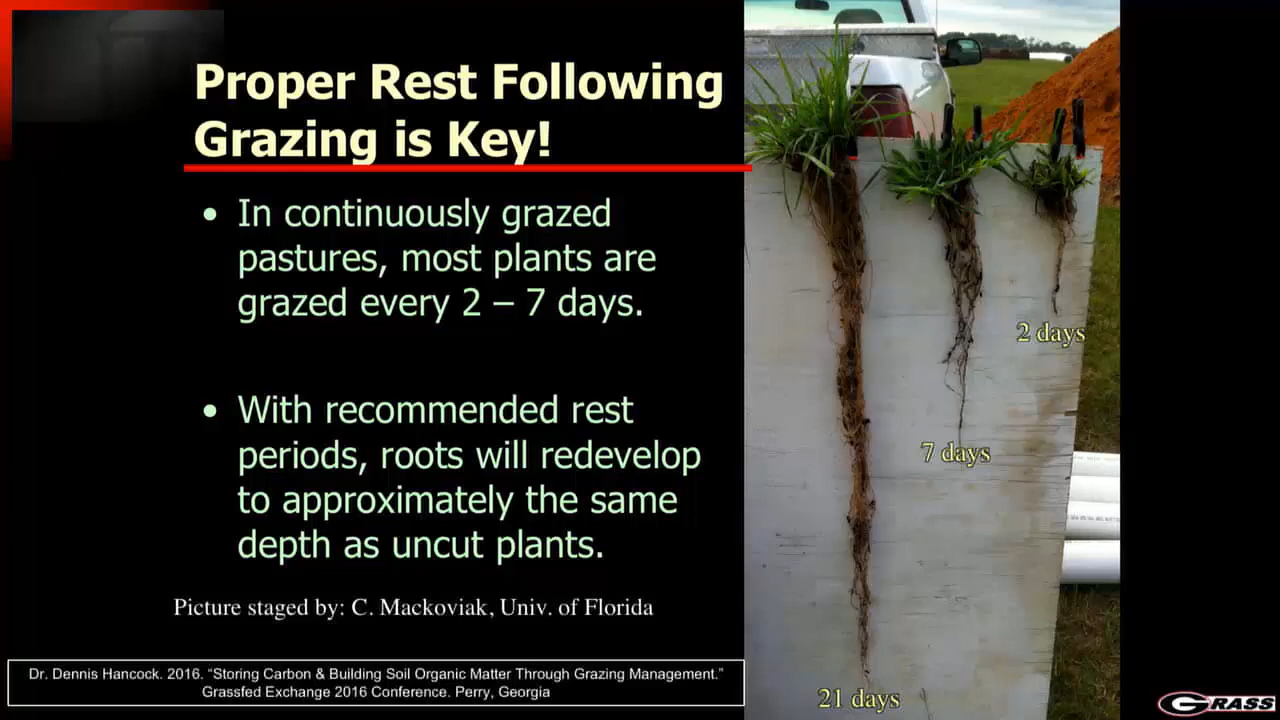 Proper Rest Following
Grazing is Key!
• In continuously grazed
pastures, most plants are
grazed every 2 – 7 days.
• With recommended rest
periods, roots will redevelop
to approximately the same
depth as uncut plants.
Picture staged by: C. Mackoviak, Univ. of Florida
Dr. Dennis Hancock. 2016. “Storing Carbon & Building Soil Organic Matter Through Grazing Management.”
Grassfed Exchange 2016 Conference. Perry, Georgia
2 days
7 days
21 days
GRASS